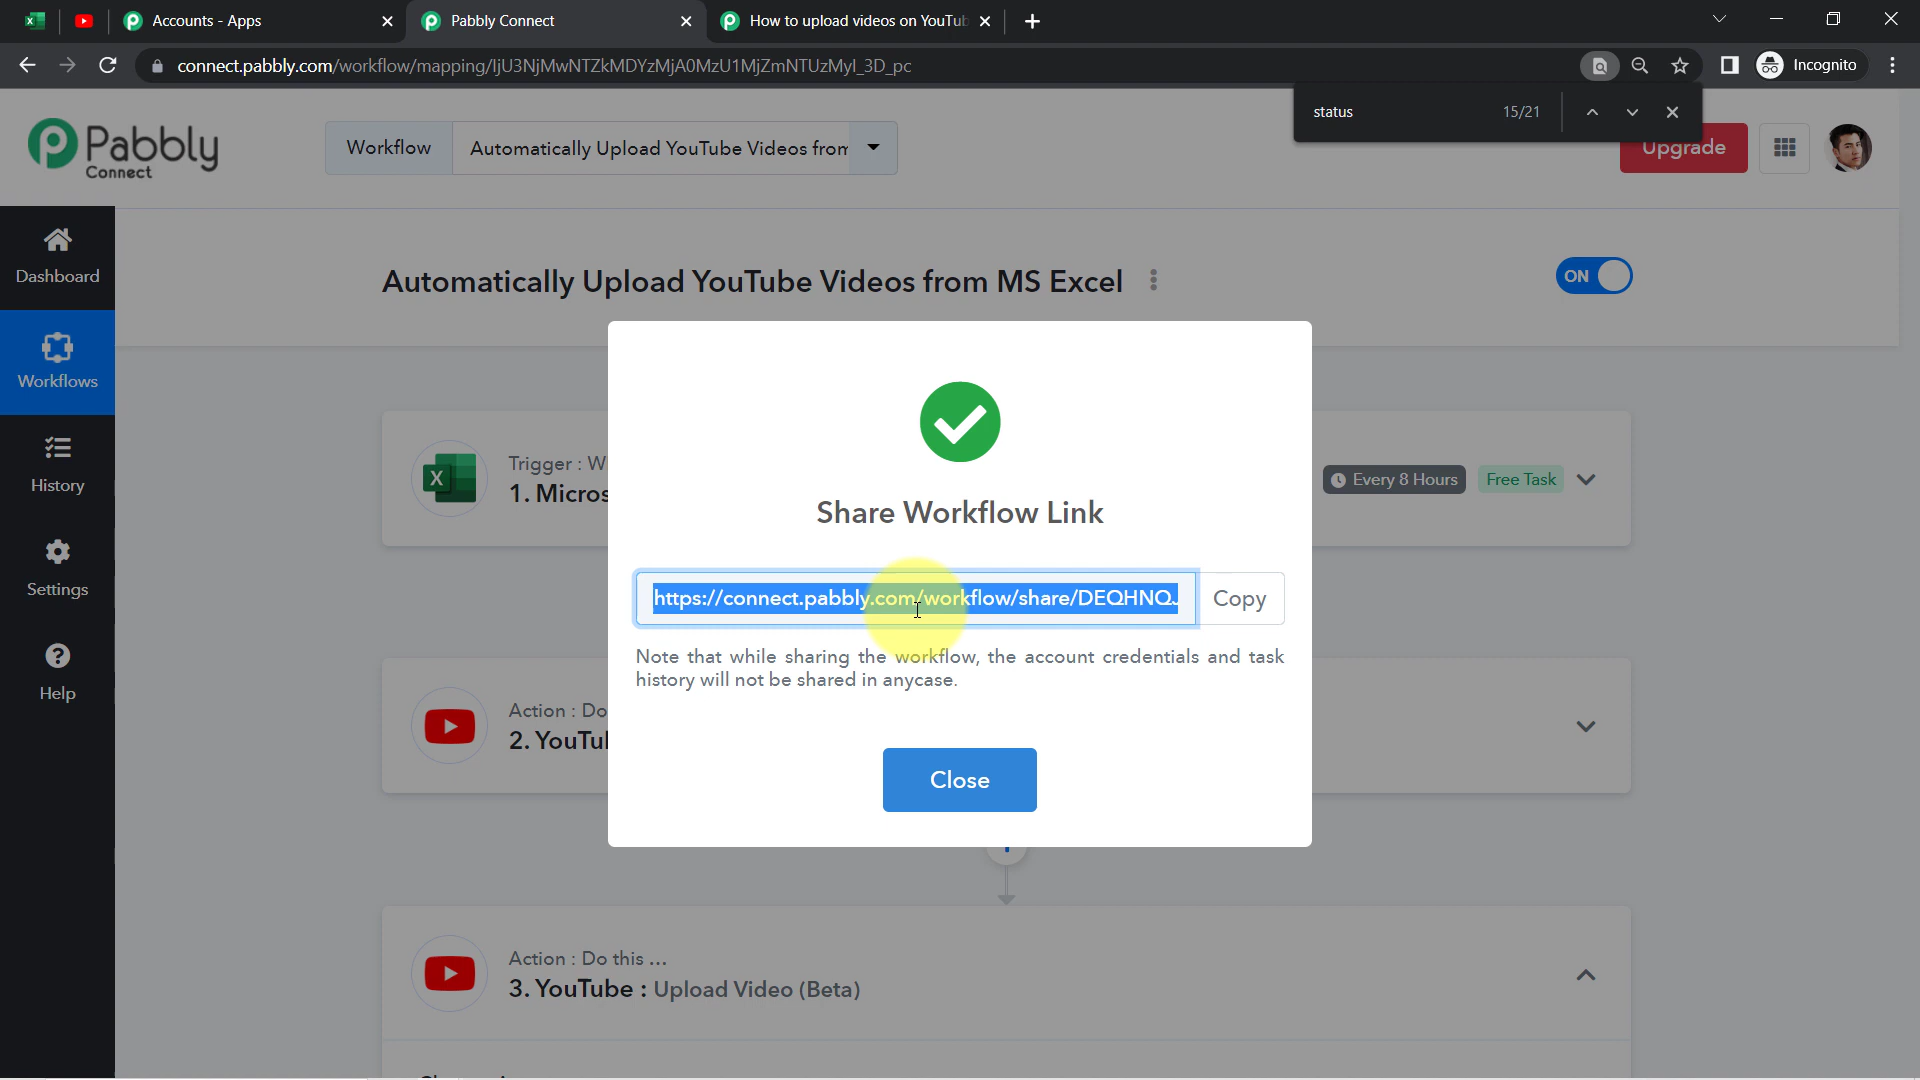 Accounts - Apps
Pabbly Connect
How to upload videos on YouTub
connect.pabbly.com/workflow/mapping/IjU3NjMwNTZkMDYzMjA0MzU1MjZmNTUzMyI_3D_pc
Incognito
status
15/21
Pabbly
Connect
Workflow
Automatically Upload YouTube Videos from
Upgrade
Dashboard
Workflows
History
Settings
Help
Automatically Upload YouTube Videos from MS Excel
ON
Trigger : W
1. Micros
Every 8 Hours
Free Task
Share Workflow Link
https://connect.pabbly.com/workflow/share/DEQHNQ
Copy
Note that while sharing the workflow, the account credentials and task
history will not be shared in anycase.
Close
Action : Do
2. YouTu
Action : Do this ...
3. YouTube : Upload Video (Beta)